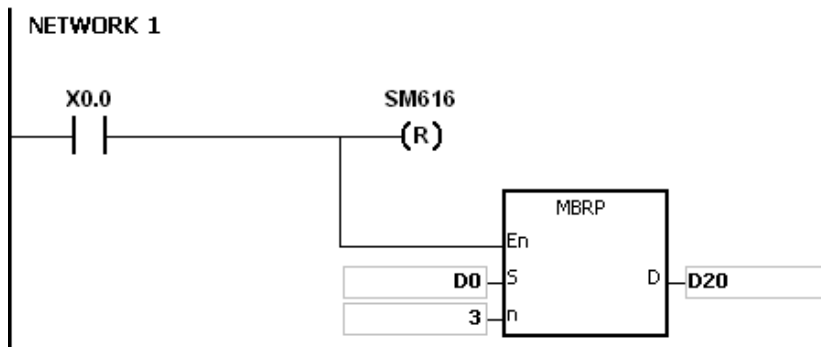 NETWORK 1
X0.0 SM616
(R)
MBRP
En
D0 S D D20
3 n